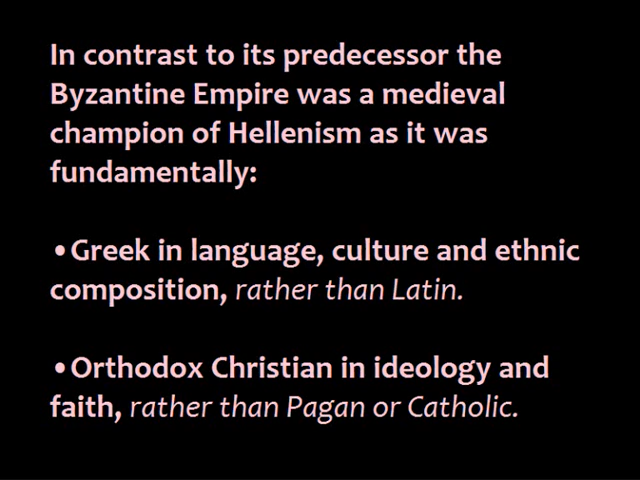 In contrast to its predecessor the
Byzantine Empire was a medieval
champion of Hellenism as it was
fundamentally:
•Greek in language, culture and ethnic
composition, rather than Latin.
•Orthodox Christian in ideology and
faith, rather than Pagan or Catholic.